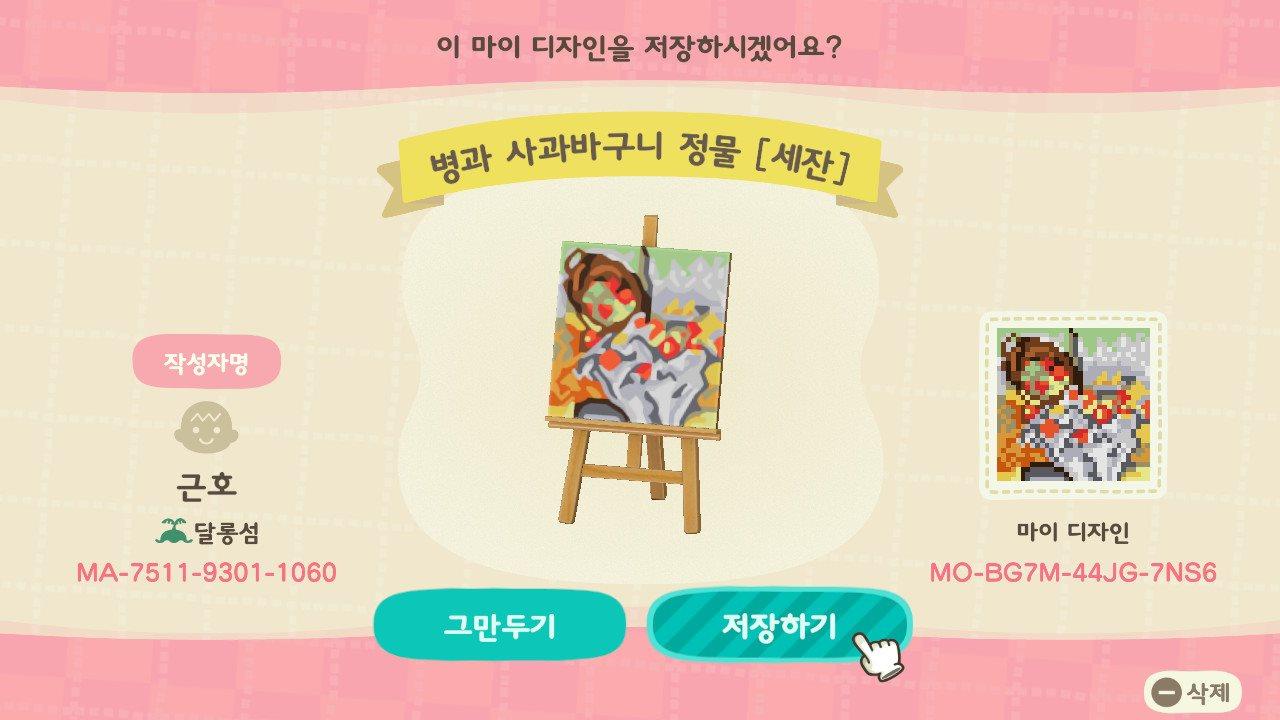 이 마이 디자인을 저장하시겠어요?
병과 사과바구니 정물 [세잔]
작성자명
근호
달롱섬
MA-7511-9301-1060
마이 디자인
MO-BG7M-44JG-7NS6
그만두기
저장하기
삭제